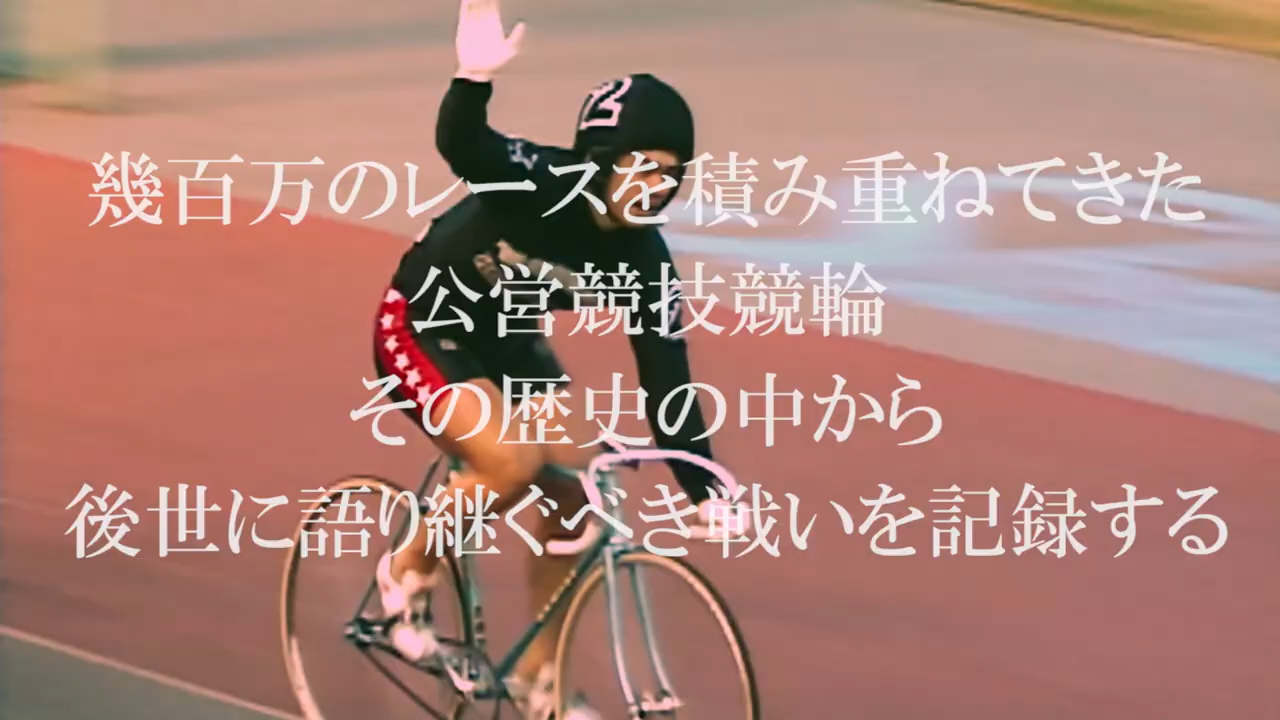 幾百万のレースを積み重ねてきた
公営競技競輪
その歴史の中から
後世に語り継ぐべき戦いを記録する